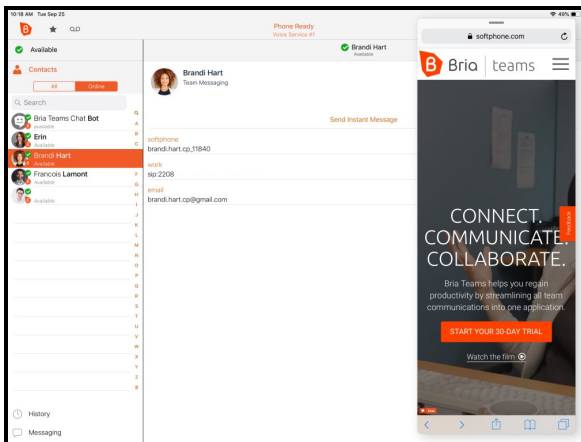 10:18 AM Tue Sep 25
49%
Phone Ready
Voice Service #1
Available
Contacts
All
Online
Search
Bria Teams Chat Bot
available
Erin
Available
Brandi Hart
Available
Francois Lamont
Available
Available
A
B
C
F
G
H
I
J
K
L
M
N
O
P
Q
R
S
T
U
V
W
X
Y
Z
#
History
Messaging
Brandi Hart
Available
Brandi Hart
Team Messaging
Send Instant Message
softphone
brandi.hart.cp_11840
work
sip:2208
email
brandi.hart.cp@gmail.com
softphone.com
Bria teams
CONNECT.
COMMUNICATE.
COLLABORATE.
Feedback
Bria Teams helps you regain
productivity by streamlining all team
communications into one application.
START YOUR 30-DAY TRIAL
Watch the film